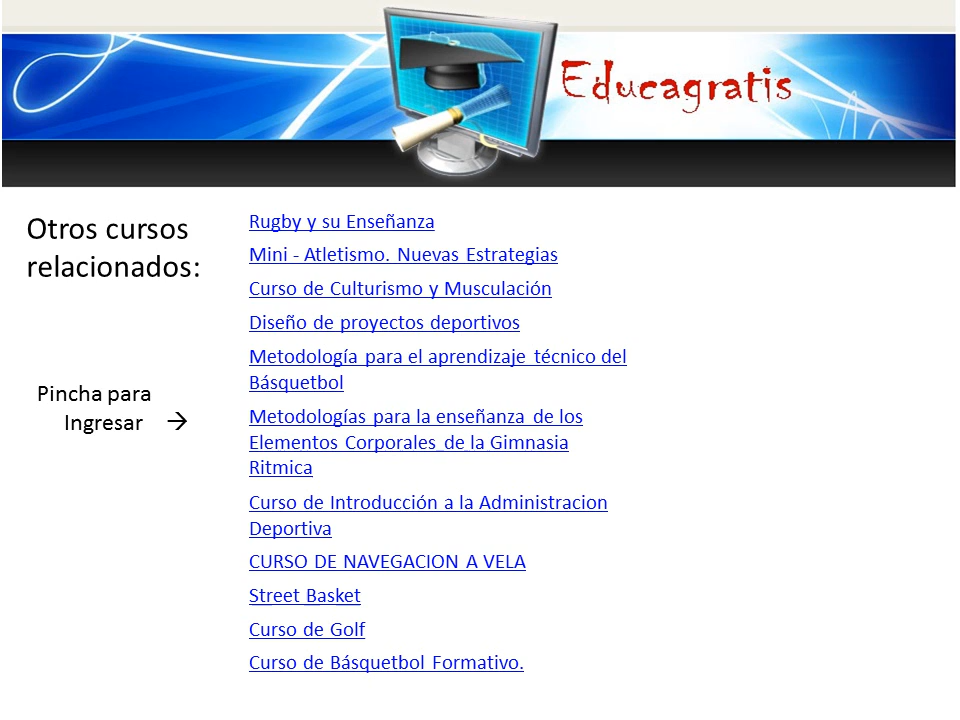 Educagratis
Otros cursos
relacionados:
Pincha para
Ingresar →
Rugby y su Enseñanza
Mini - Atletismo. Nuevas Estrategias
Curso de Culturismo y Musculación
Diseño de proyectos deportivos
Metodología para el aprendizaje técnico del
Básquetbol
Metodologías para la enseñanza de los
Elementos Corporales de la Gimnasia
Ritmica
Curso de Introducción a la Administracion
Deportiva
CURSO DE NAVEGACION A VELA
Street Basket
Curso de Golf
Curso de Básquetbol Formativo.